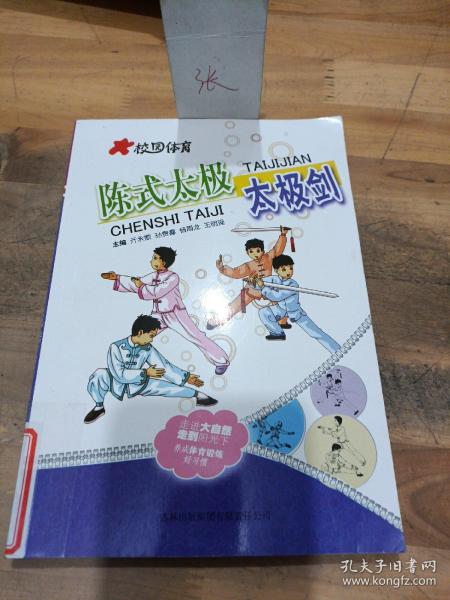 张
校园体育
陈式太极
TAIJIJIAN
CHENSHI TAIJI
太极剑
主编
走进大自然
走到阳光下
养成体育锻炼
好习惯
吉林出版集团有限责任公司
孔夫子旧书网
www.kongfz.com